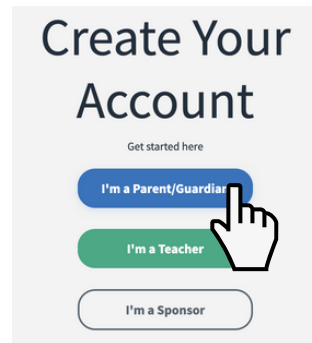 Create Your
Account
Get started here
I'm a Parent/Guardian
I'm a Teacher
I'm a Sponsor